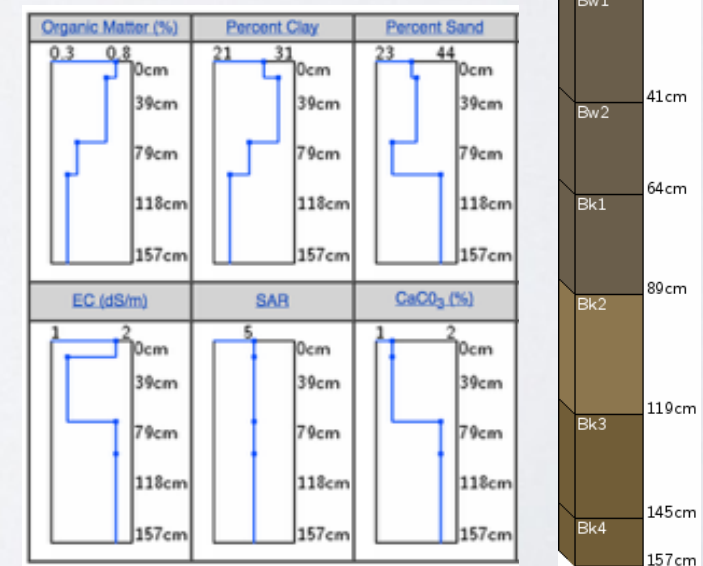 Organic Matter (%) Percent Clay Percent Sand
0.3 0.8 21 31 23 44
0cm 0cm 0cm
39cm 39cm 39cm
79cm 79cm 79cm
118cm 118cm 118cm
157cm 157cm 157cm
EC (dS/m) SAR CaC0₃ (%)
1 2 5 1 2
0cm 0cm 0cm
39cm 39cm 39cm
79cm 79cm 79cm
118cm 118cm 118cm
157cm 157cm 157cm
Bw1
41cm
Bw2
64cm
Bk1
89cm
Bk2
119cm
Bk3
145cm
Bk4
157cm